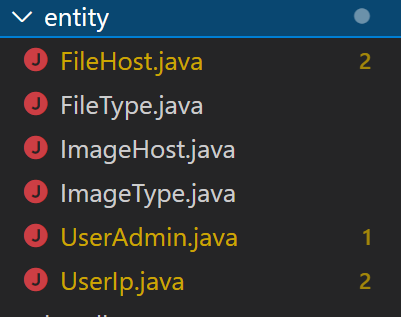 entity
FileHost.java 2
FileType.java
ImageHost.java
ImageType.java
UserAdmin.java 1
UserIp.java 2